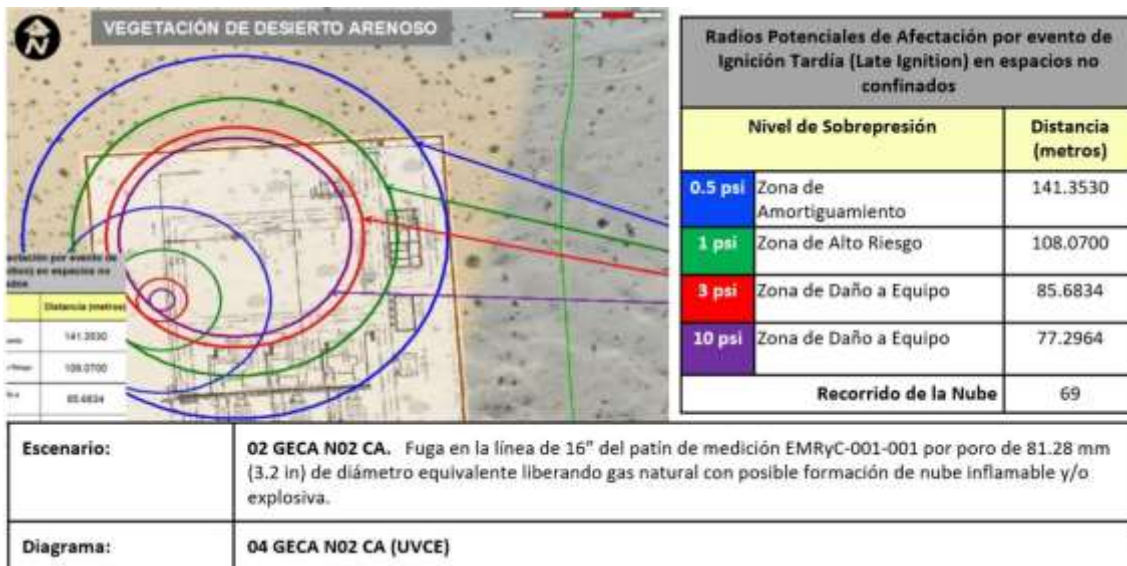 N
VEGETACIÓN DE DESIERTO ARENOSO
Distancia (metros)
108.0700
85.6834
Radios Potenciales de Afectación por evento de
Ignición Tardía (Late Ignition) en espacios no
confinados
Nivel de Sobrepresión
Distancia
(metros)
0.5 psi Zona de
Amortiguamiento
141.3530
1 psi Zona de Alto Riesgo 108.0700
3 psi Zona de Daño a Equipo 85.6834
10 psi Zona de Daño a Equipo 77.2964
Recorrido de la Nube 69
Escenario:
02 GECA N02 CA. Fuga en la línea de 16" del patín de medición EMRyC-001-001 por poro de 81.28 mm
(3.2 in) de diámetro equivalente liberando gas natural con posible formación de nube inflamable y/o
explosiva.
Diagrama: 04 GECA N02 CA (UVCE)